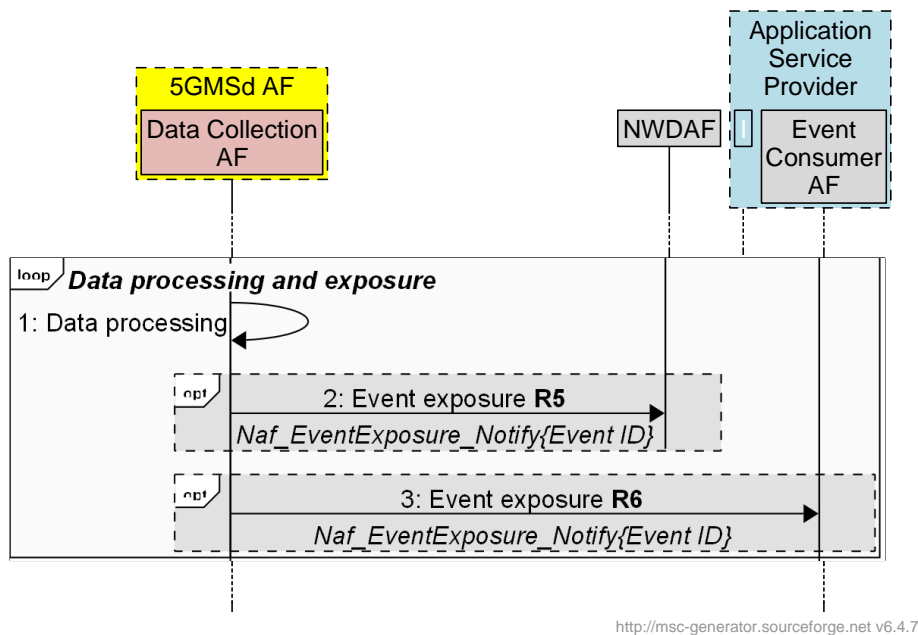 Application
Service
Provider
5GMSd AF
Data Collection
AF
NWDAF
Event
Consumer
AF
loop
Data processing and exposure
1: Data processing
opt
2: Event exposure R5
Naf_EventExposure_Notify{Event ID}
opt
3: Event exposure R6
Naf_EventExposure_Notify{Event ID}
http://msc-generator.sourceforge.net v6.4.7